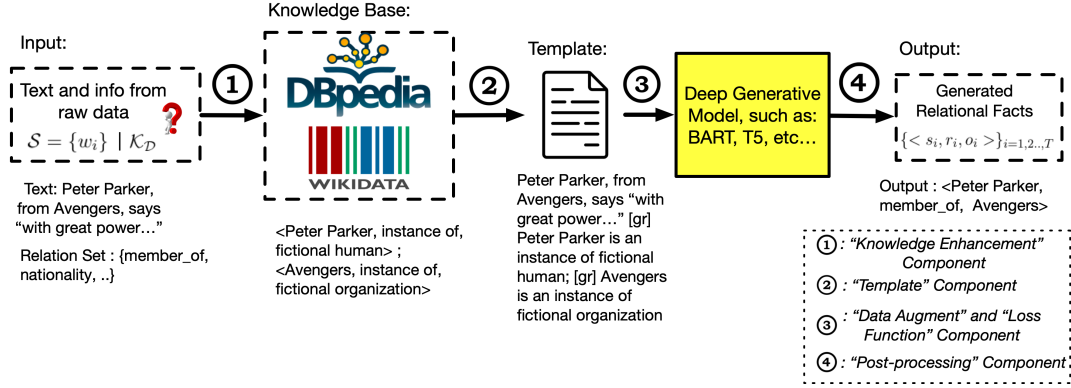 Input:
Text and info from
raw data
?
S = {w_i} | K_D
Text: Peter Parker,
from Avengers, says
“with great power…”
Relation Set : {member_of,
nationality, ..}
1
Knowledge Base:
DBpedia
WIKIDATA
<Peter Parker, instance of,
fictional human> ;
<Avengers, instance of,
fictional organization>
2
Template:
Peter Parker, from
Avengers, says “with
great power…” [gr]
Peter Parker is an
instance of fictional
human; [gr] Avengers
is an instance of
fictional organization
3
Deep Generative
Model, such as:
BART, T5, etc…
4
Output:
Generated
Relational Facts
{< s_i, r_i, o_i >}_{i=1,2..,T}
Output : <Peter Parker,
member_of, Avengers>
1 : “Knowledge Enhancement”
Component
2 : “Template” Component
3 : “Data Augment” and “Loss
Function” Component
4 : “Post-processing” Component